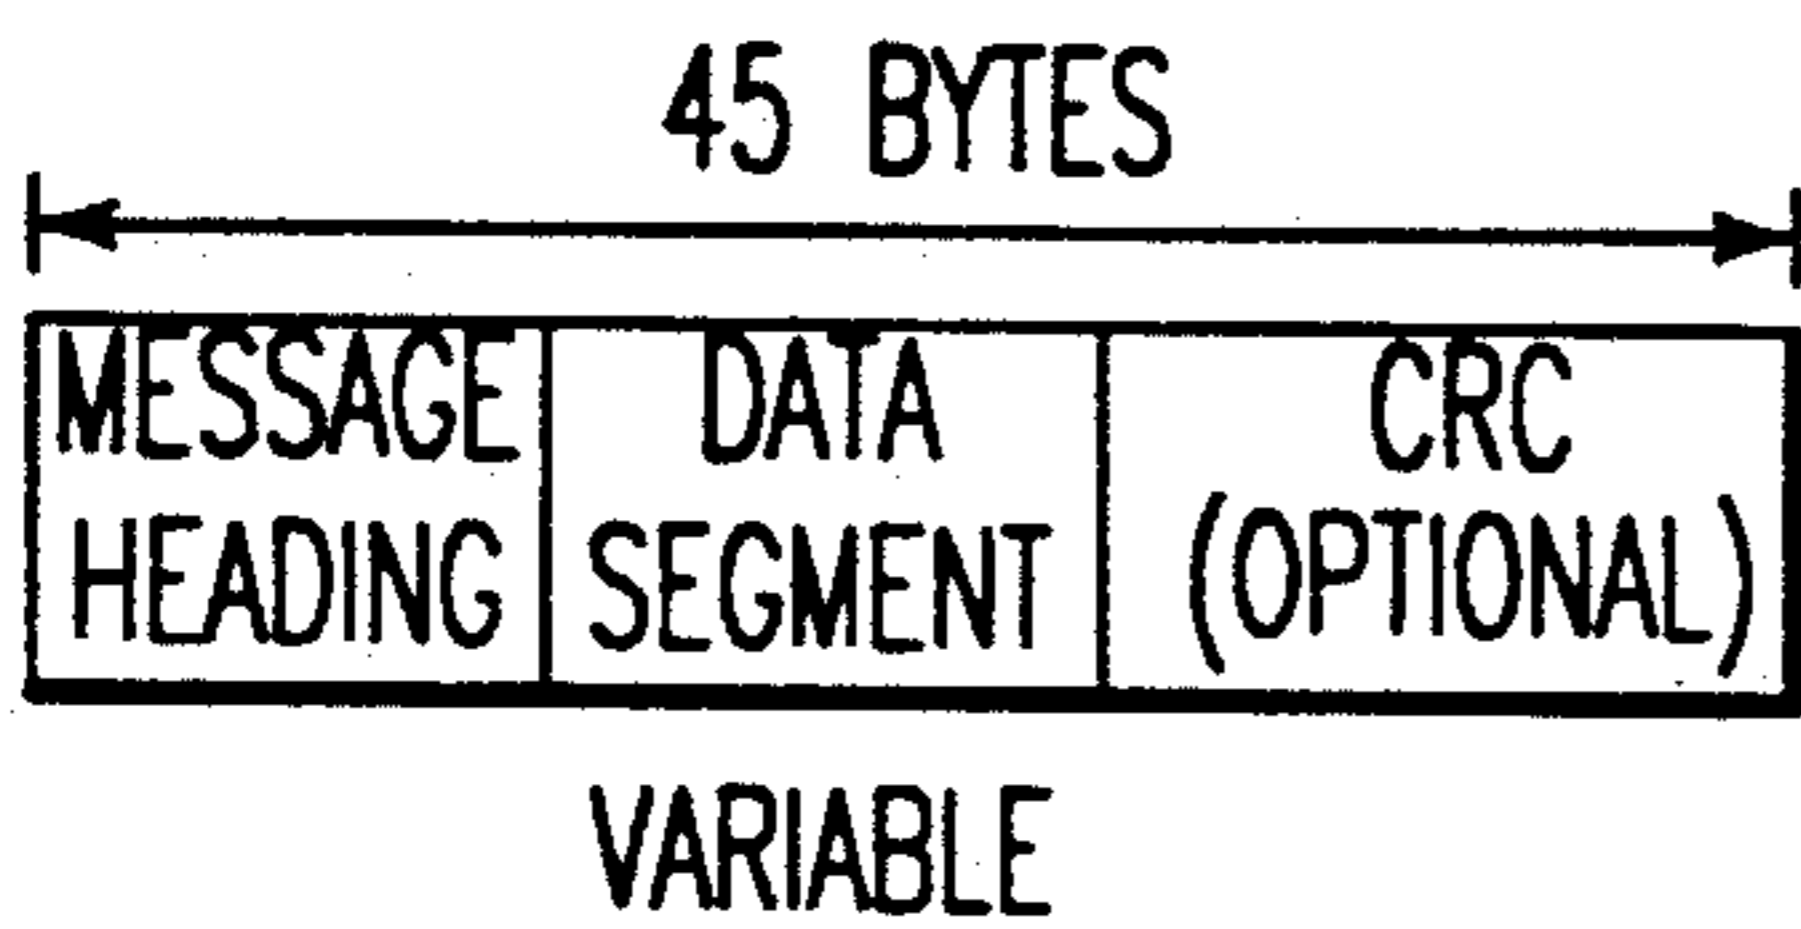 45 BYTES
MESSAGE HEADING
DATA SEGMENT
CRC (OPTIONAL)
VARIABLE